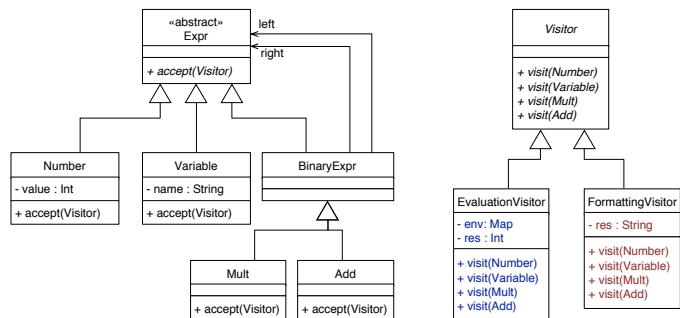 «abstract»
Expr
+ accept(Visitor)
left
right
Number
- value : Int
+ accept(Visitor)
Variable
- name : String
+ accept(Visitor)
BinaryExpr
Mult
+ accept(Visitor)
Add
+ accept(Visitor)
Visitor
+ visit(Number)
+ visit(Variable)
+ visit(Mult)
+ visit(Add)
EvaluationVisitor
- env: Map
- res : Int
+ visit(Number)
+ visit(Variable)
+ visit(Mult)
+ visit(Add)
FormattingVisitor
- res : String
+ visit(Number)
+ visit(Variable)
+ visit(Mult)
+ visit(Add)